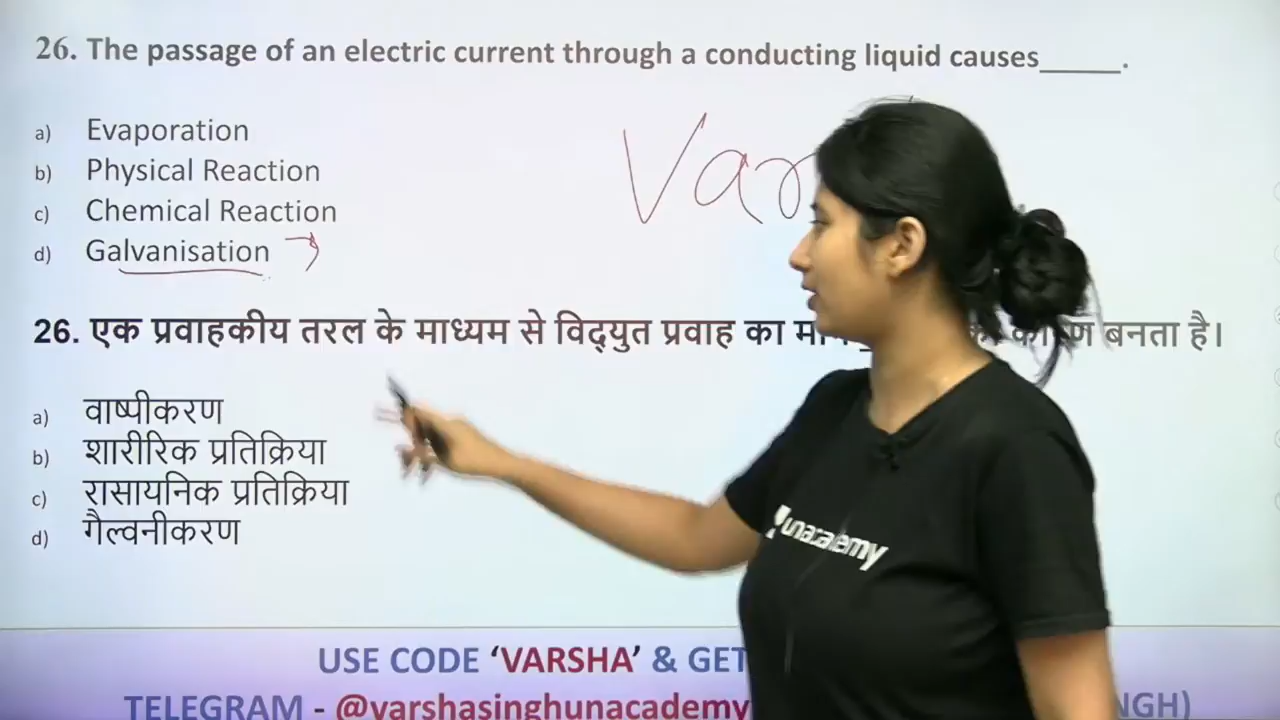 26. The passage of an electric current through a conducting liquid causes_____.
a) Evaporation
b) Physical Reaction
c) Chemical Reaction
d) Galvanisation
Var
26. एक प्रवाहकीय तरल के माध्यम से विद्युत प्रवाह का कारण बनता है।
a) वाष्पीकरण
b) शारीरिक प्रतिक्रिया
c) रासायनिक प्रतिक्रिया
d) गैल्वनीकरण
unacademy
USE CODE ‘VARSHA’ & GET
TELEGRAM - @varshasinghunacademy NGH)